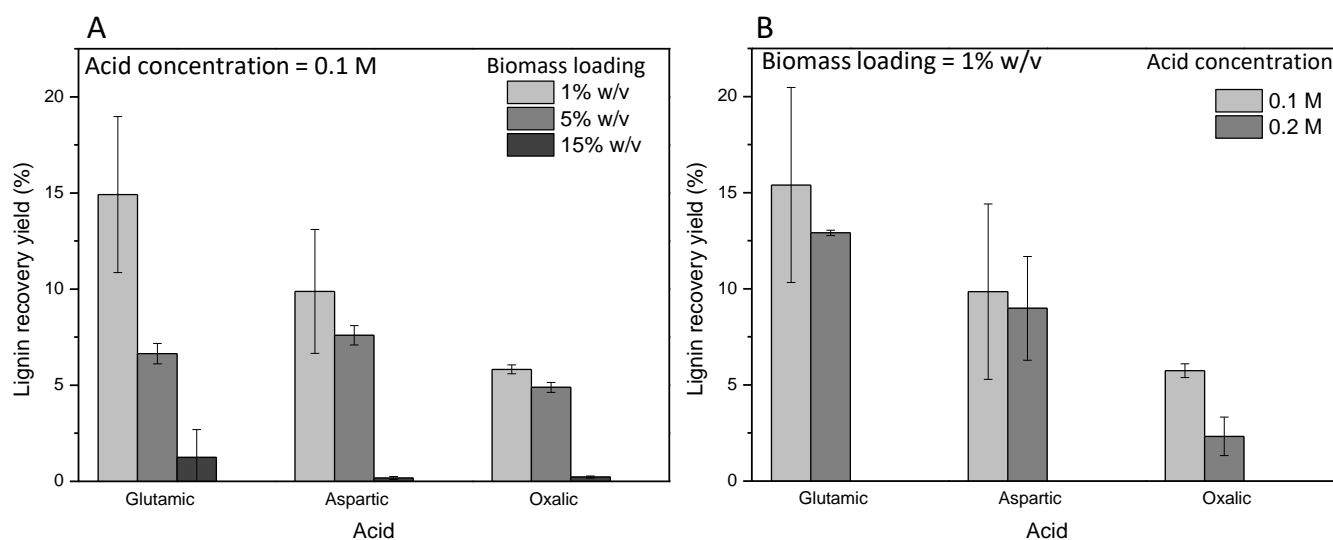 A
Acid concentration = 0.1 M
Biomass loading
1% w/v
5% w/v
15% w/v
Lignin recovery yield (%)
20
15
10
5
0
Glutamic Aspartic Oxalic
Acid
B
Biomass loading = 1% w/v
Acid concentration
0.1 M
0.2 M
Lignin recovery yield (%)
20
15
10
5
0
Glutamic Aspartic Oxalic
Acid